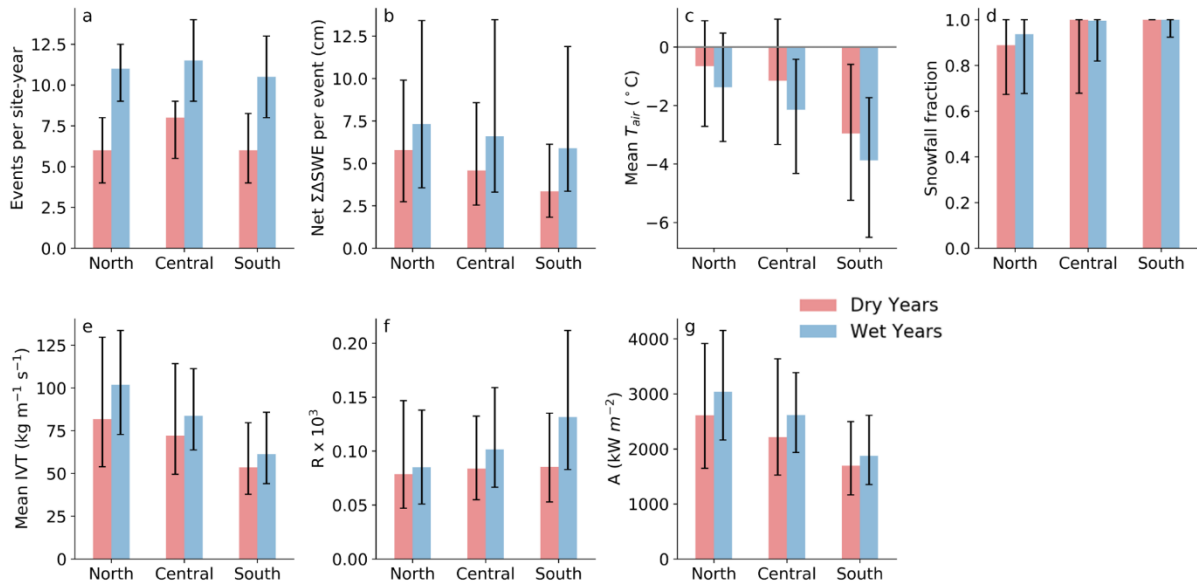 a
Events per site-year
12.5
10.0
7.5
5.0
2.5
0.0
North Central South
b
Net ΣΔSWE per event (cm)
12.5
10.0
7.5
5.0
2.5
0.0
North Central South
c
Mean Tair (°C)
0
−2
−4
−6
North Central South
d
Snowfall fraction
1.0
0.8
0.6
0.4
0.2
0.0
North Central South
Dry Years
Wet Years
e
Mean IVT (kg m⁻¹ s⁻¹)
125
100
75
50
25
0
North Central South
f
R x 10³
0.20
0.15
0.10
0.05
0.00
North Central South
g
A (kW m⁻²)
4000
3000
2000
1000
0
North Central South